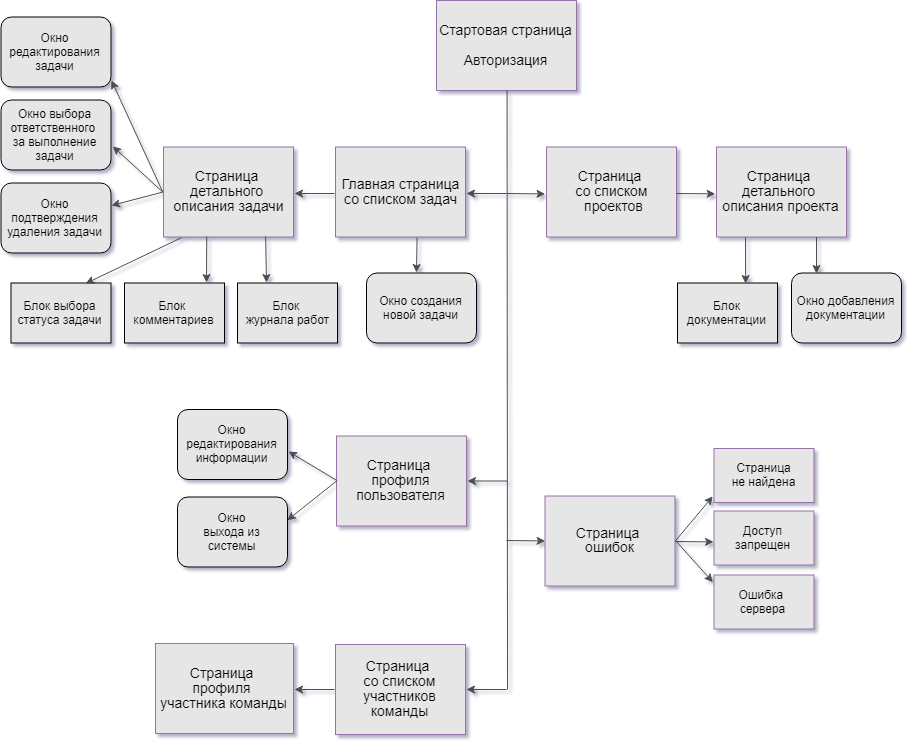 Стартовая страница
Авторизация
Окно
редактирования
задачи
Окно выбора
ответственного
за выполнение
задачи
Окно
подтверждения
удаления задачи
Страница
детального
описания задачи
Главная страница
со списком задач
Страница
со списком
проектов
Страница
детального
описания проекта
Блок выбора
статуса задачи
Блок
комментариев
Блок
журнала работ
Окно создания
новой задачи
Блок
документации
Окно добавления
документации
Окно
редактирования
информации
Окно
выхода из
системы
Страница
профиля
пользователя
Страница
ошибок
Страница
не найдена
Доступ
запрещен
Ошибка
сервера
Страница
профиля
участника команды
Страница
со списком
участников
команды